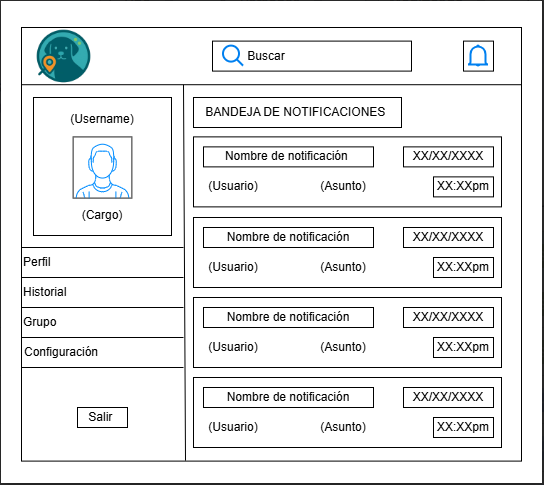 Buscar
(Username)
(Cargo)
Perfil
Historial
Grupo
Configuración
Salir
BANDEJA DE NOTIFICACIONES
Nombre de notificación XX/XX/XXXX
(Usuario) (Asunto) XX:XXpm
Nombre de notificación XX/XX/XXXX
(Usuario) (Asunto) XX:XXpm
Nombre de notificación XX/XX/XXXX
(Usuario) (Asunto) XX:XXpm
Nombre de notificación XX/XX/XXXX
(Usuario) (Asunto) XX:XXpm